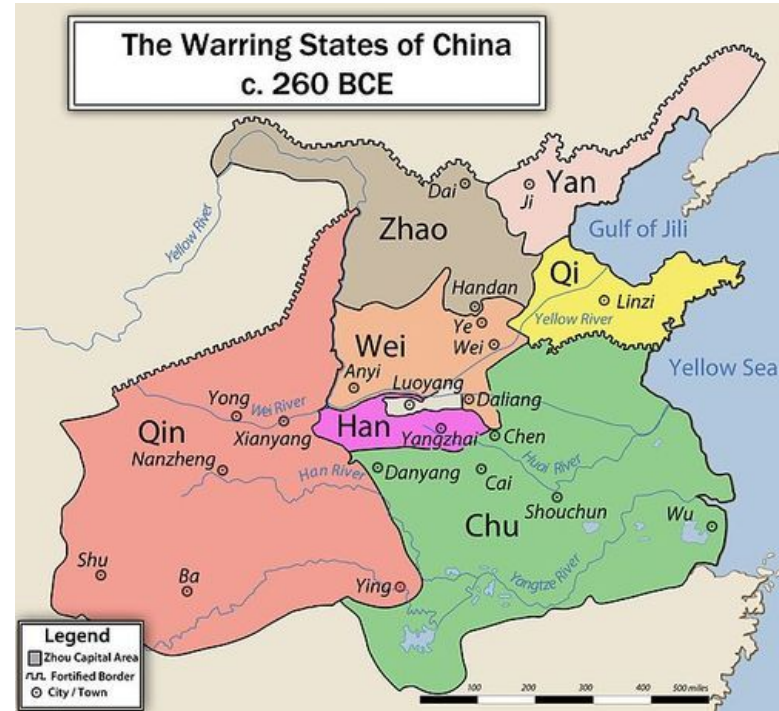 The Warring States of China
c. 260 BCE
Yan
Dai
Ji
Zhao
Gulf of Jili
Yellow River
Qi
Handan
Linzi
Ye
Yellow River
Wei
Wei
Yellow Sea
Anyi
Luoyang
Daliang
Yong
Wei River
Han
Yangzhai
Chen
Qin
Xianyang
Huai River
Nanzheng
Han River
Danyang
Cai
Shouchun
Chu
Wu
Shu
Ba
Ying
Yangtze River
Legend
Zhou Capital Area
Fortified Border
City / Town
0 100 200 300 400 500 miles